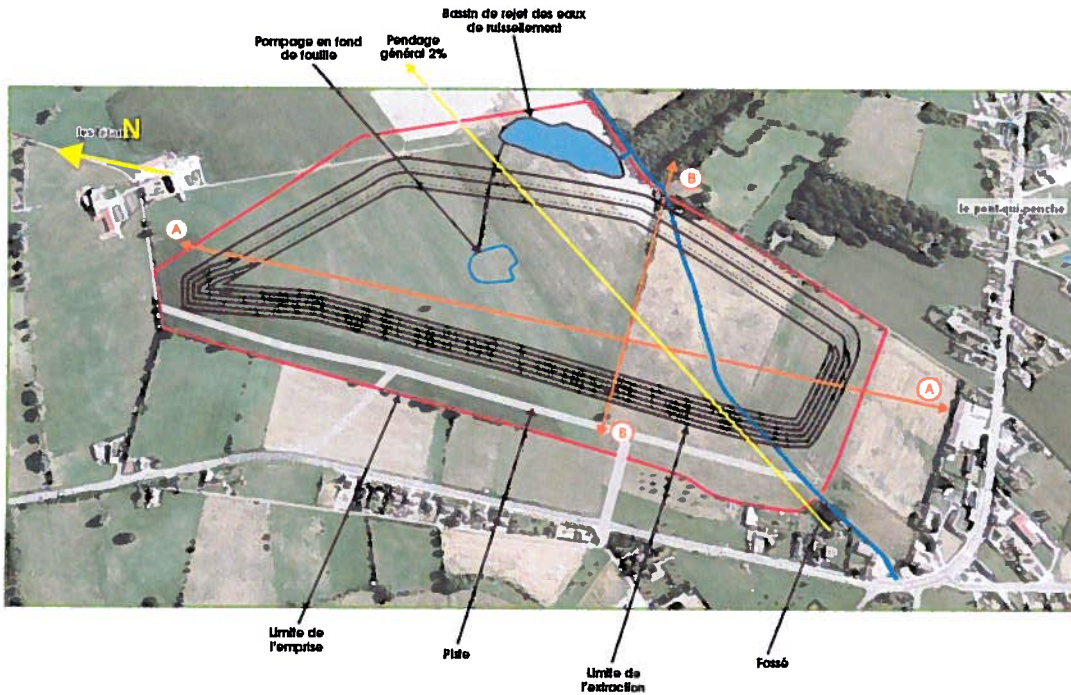 Bassin de rejet des eaux
de ruissellement
Pompage en fond
de fouille
Pendage
général 2%
N
B
le pont-qui-penche
A
A
B
Limite de
l'emprise
Piste
Limite de
l'extraction
Fossé